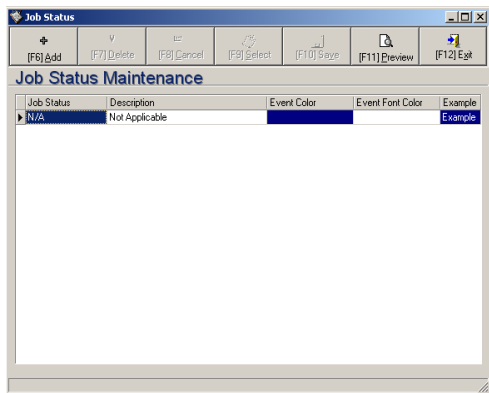 Job Status
[F6] Add
[F7] Delete
[F8] Cancel
[F9] Select
[F10] Save
[F11] Preview
[F12] Exit
Job Status Maintenance
Job Status Description Event Color Event Font Color Example
N/A Not Applicable Example